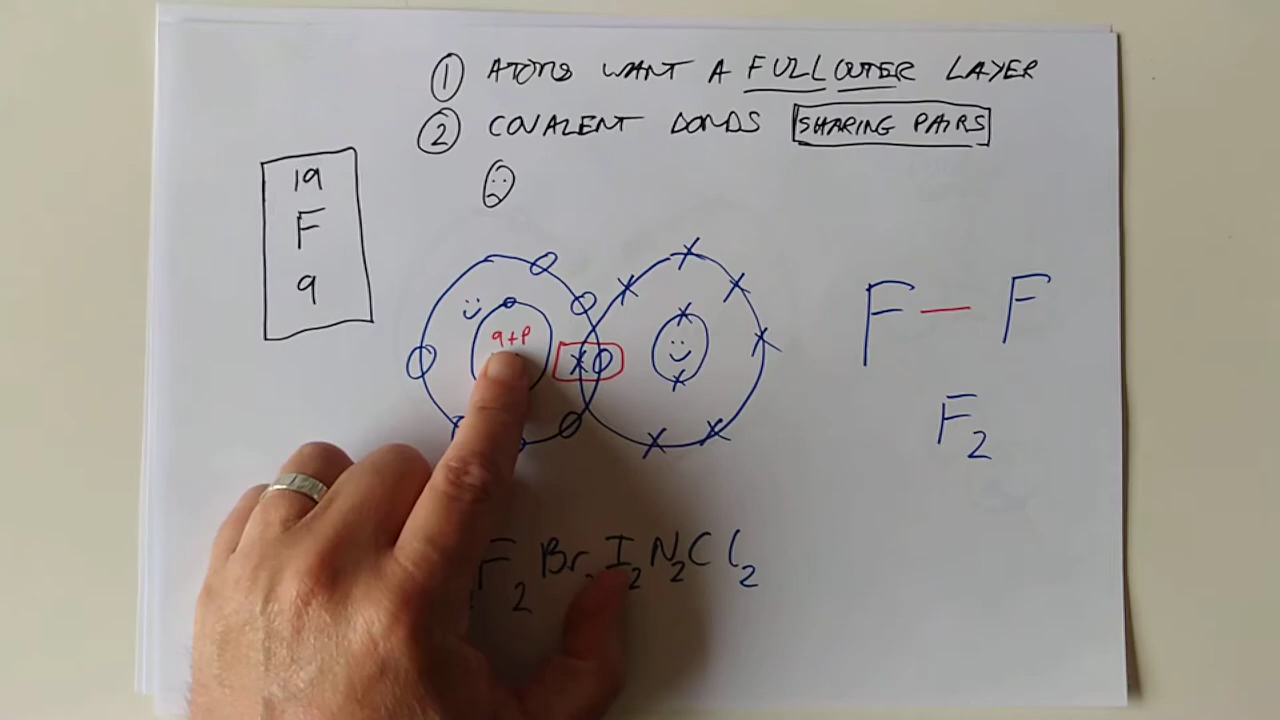 1 ATOMS WANT A FULL OUTER LAYER
2 COVALENT BONDS SHARING PAIRS
19
F
9
9+P
F - F
F2
F2 Br2 I2 N2 Cl2